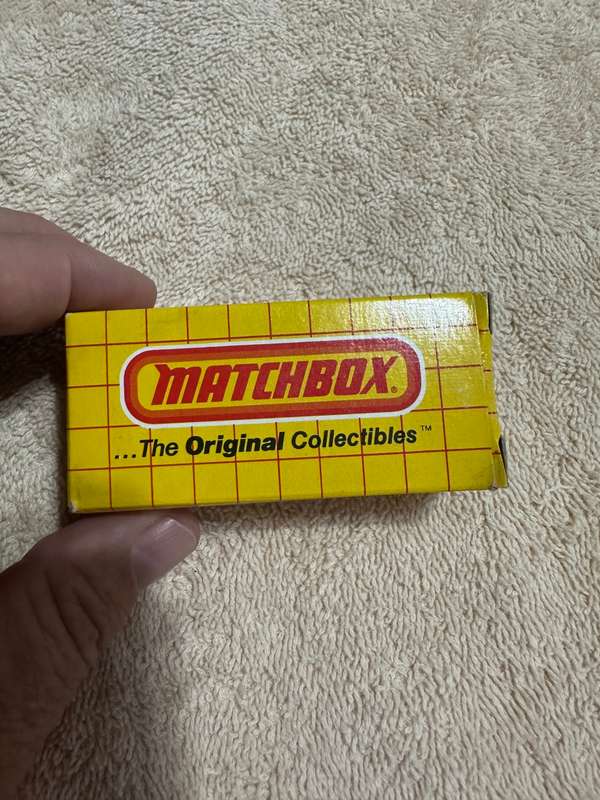 MATCHBOX®
...The Original Collectibles™